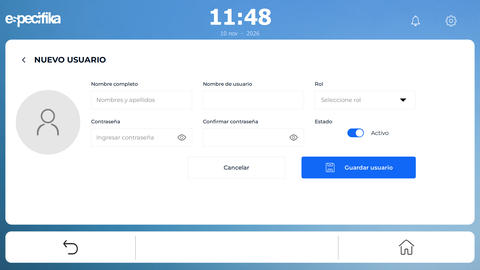 e-specifika
11:48
10 nov - 2026
NUEVO USUARIO
Nombre completo
Nombre de usuario
Rol
Nombres y apellidos
Seleccione rol
Contraseña
Confirmar contraseña
Estado
Ingresar contraseña
Activo
Cancelar
Guardar usuario